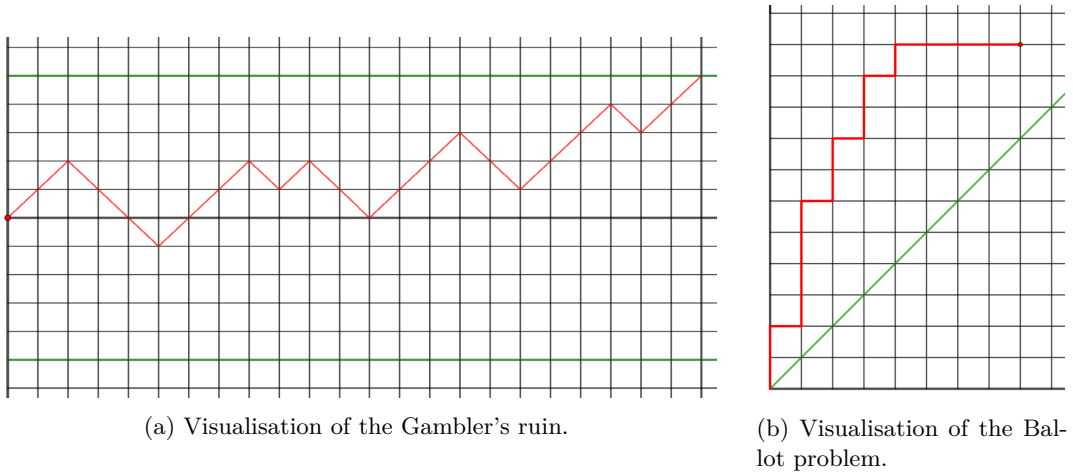 (a) Visualisation of the Gambler's ruin.
(b) Visualisation of the Bal-
lot problem.